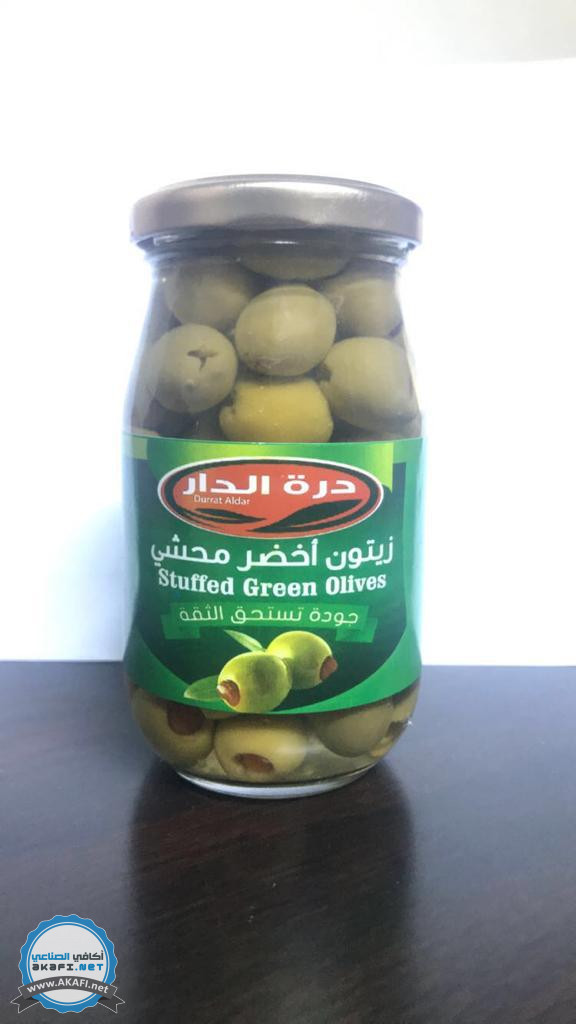 درة الدار
Durrat Aldar
زيتون أخضر محشي
Stuffed Green Olives
جودة تستحق الثقة
أكافي الصناعي
AKAFI.NET
www.AKAFI.net